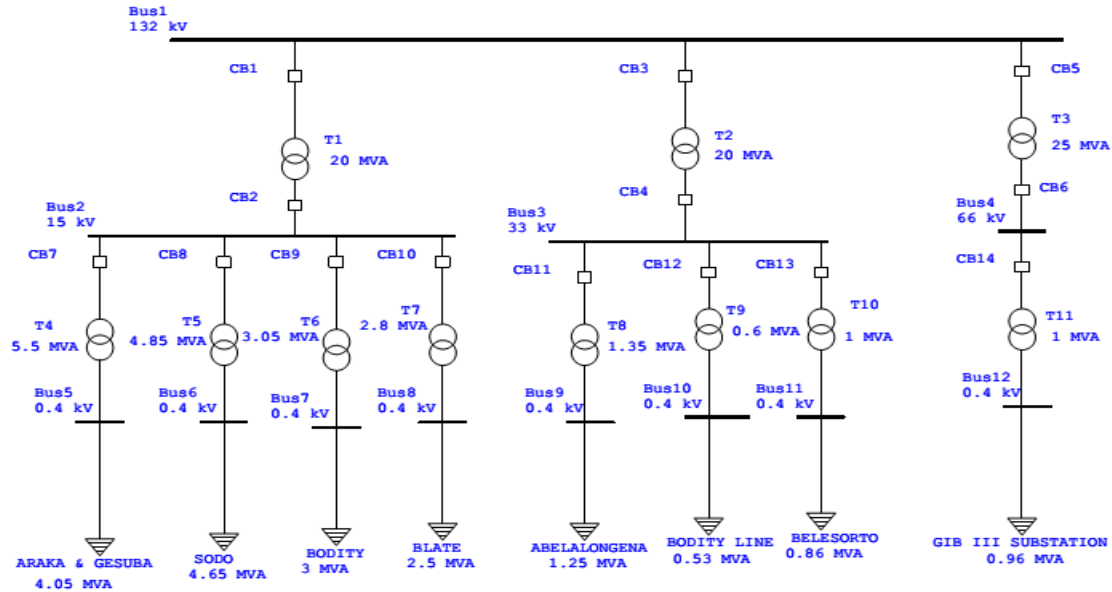 Bus1
132 kV
CB1
CB3
CB5
T1
20 MVA
T2
20 MVA
T3
25 MVA
CB2
CB4
CB6
Bus2
15 kV
Bus3
33 kV
Bus4
66 kV
CB7
CB8
CB9
CB10
CB11
CB12
CB13
CB14
T4
5.5 MVA
T5
4.85 MVA
T6
3.05 MVA
T7
2.8 MVA
T8
1.35 MVA
T9
0.6 MVA
T10
1 MVA
T11
1 MVA
Bus5
0.4 kV
Bus6
0.4 kV
Bus7
0.4 kV
Bus8
0.4 kV
Bus9
0.4 kV
Bus10
0.4 kV
Bus11
0.4 kV
Bus12
0.4 kV
ARAKA & GESUBA
4.05 MVA
SODO
4.65 MVA
BODITY
3 MVA
BLATE
2.5 MVA
ABELALONGENA
1.25 MVA
BODITY LINE
0.53 MVA
BELESORTO
0.86 MVA
GIB III SUBSTATION
0.96 MVA